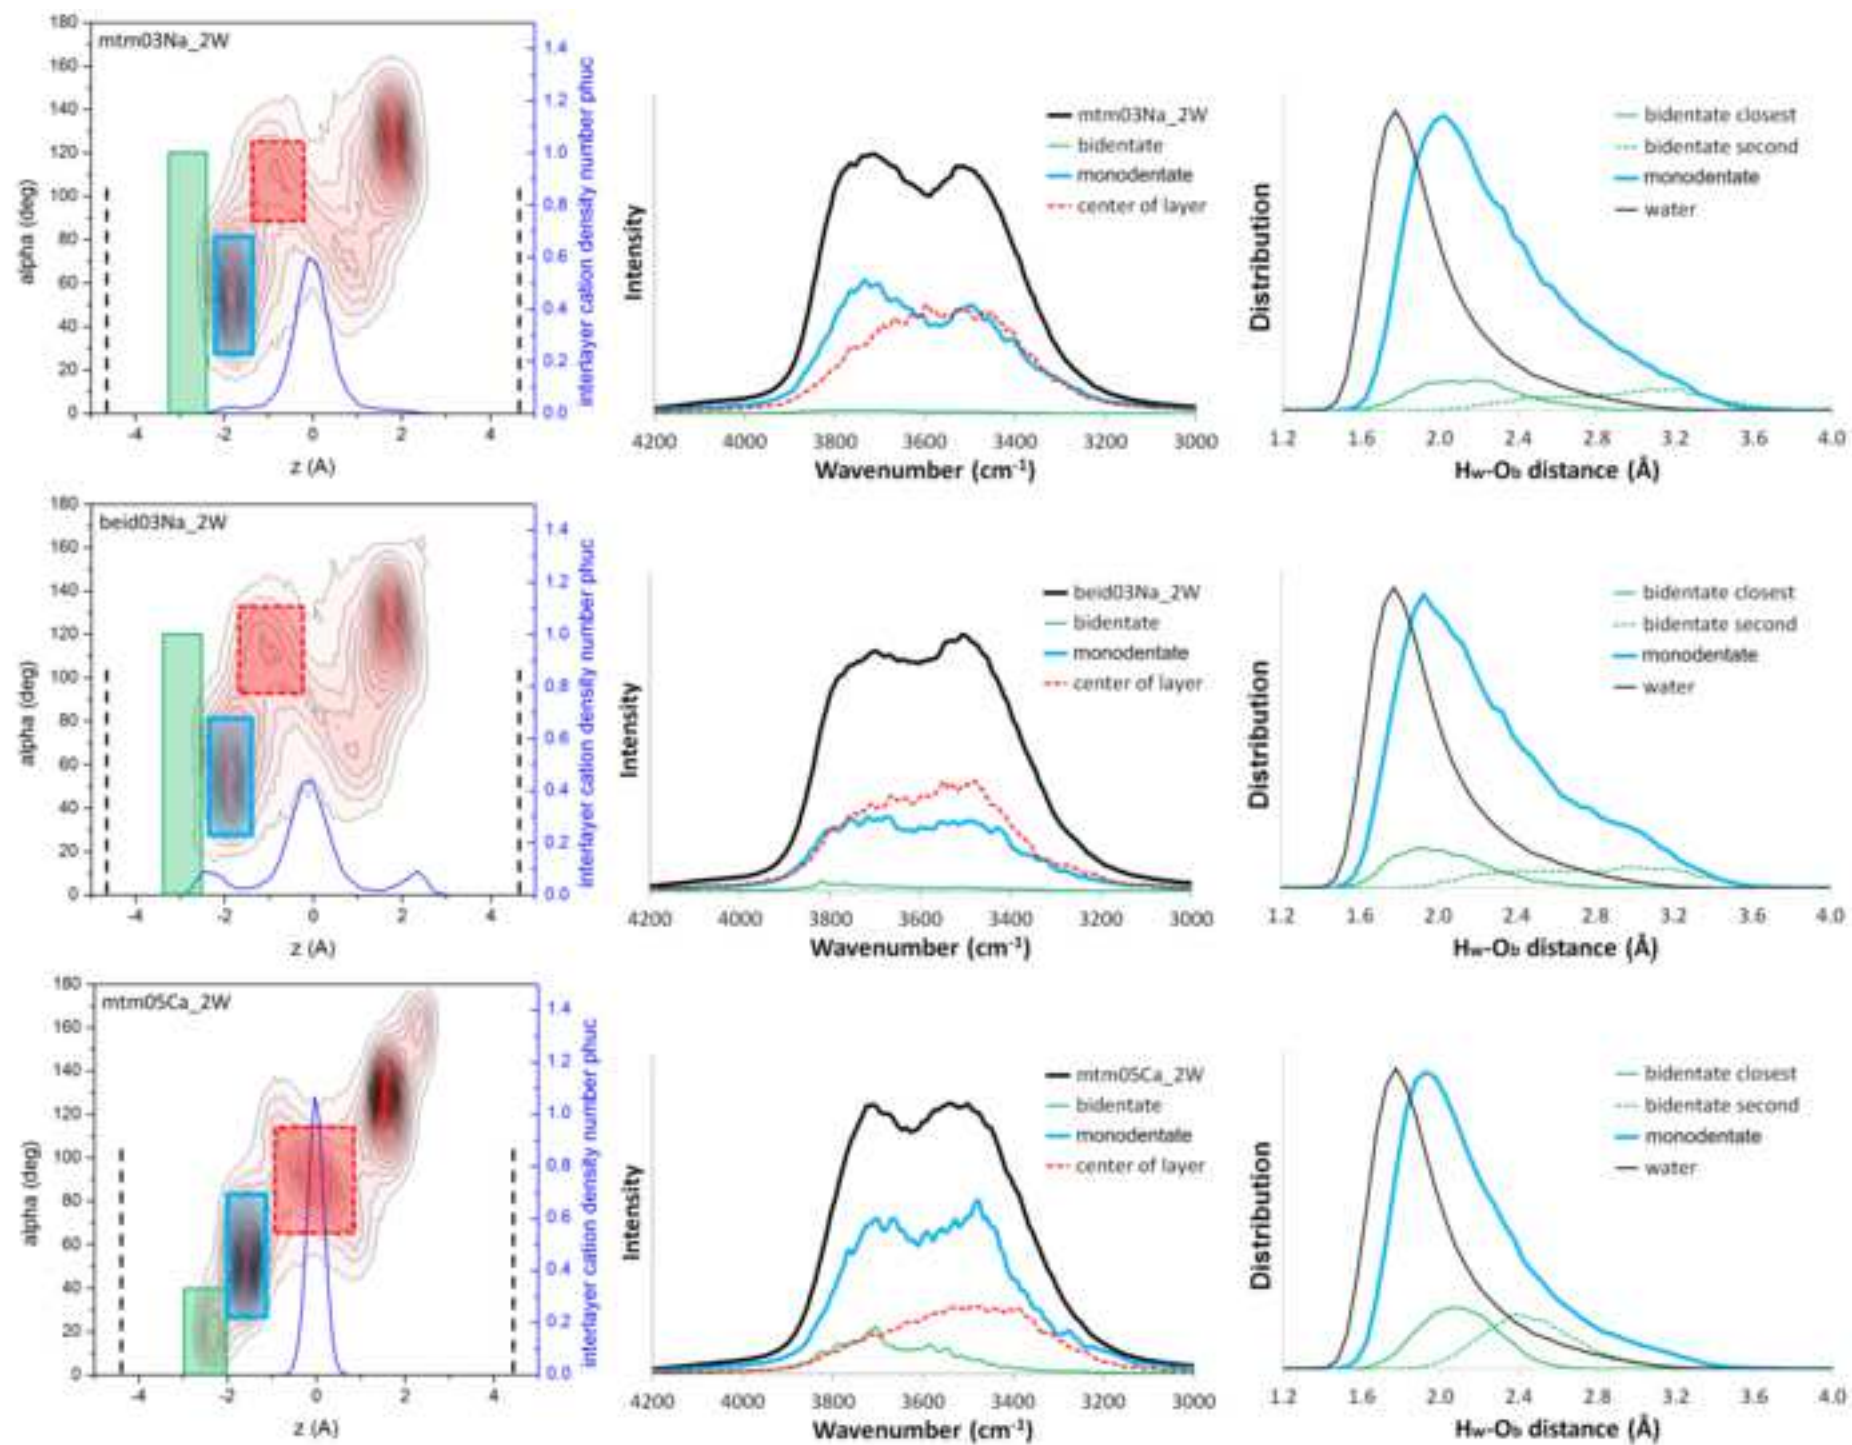 mtm03Na_2W
180
160
140
120
100
80
60
40
20
0
alpha (deg)
-4 -2 0 2 4
z (A)
1.4
1.2
1.0
0.8
0.6
0.4
0.2
0.0
interlayer cation density number phuc
Intensity
mtm03Na_2W
bidentate
monodentate
center of layer
4200 4000 3800 3600 3400 3200 3000
Wavenumber (cm-1)
Distribution
bidentate closest
bidentate second
monodentate
water
1.2 1.6 2.0 2.4 2.8 3.2 3.6 4.0
Hw-Ob distance (Å)
beid03Na_2W
180
160
140
120
100
80
60
40
20
0
alpha (deg)
-4 -2 0 2 4
z (A)
1.4
1.2
1.0
0.8
0.6
0.4
0.2
0.0
interlayer cation density number phuc
Intensity
beid03Na_2W
bidentate
monodentate
center of layer
4200 4000 3800 3600 3400 3200 3000
Wavenumber (cm-1)
Distribution
bidentate closest
bidentate second
monodentate
water
1.2 1.6 2.0 2.4 2.8 3.2 3.6 4.0
Hw-Ob distance (Å)
mtm05Ca_2W
180
160
140
120
100
80
60
40
20
0
alpha (deg)
-4 -2 0 2 4
z (A)
1.4
1.2
1.0
0.8
0.6
0.4
0.2
0.0
interlayer cation density number phuc
Intensity
mtm05Ca_2W
bidentate
monodentate
center of layer
4200 4000 3800 3600 3400 3200 3000
Wavenumber (cm-1)
Distribution
bidentate closest
bidentate second
monodentate
water
1.2 1.6 2.0 2.4 2.8 3.2 3.6 4.0
Hw-Ob distance (Å)